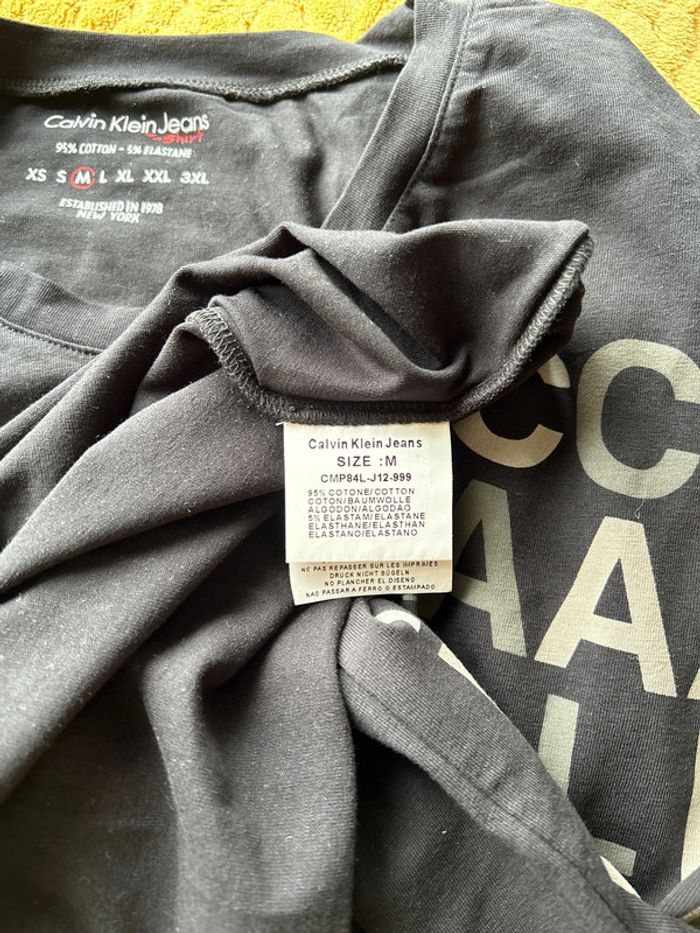 Calvin Klein Jeans
T-Shirt
95% COTTON - 5% ELASTANE
XS S M L XL XXL 3XL
ESTABLISHED IN 1978
NEW YORK
Calvin Klein Jeans
SIZE :M
CMP84L-J12-999
95% COTONE/COTTON
COTON/BAUMWOLLE
ALGODON/ALGODAO
5% ELASTAM/ELASTANE
ELASTHANE/ELASTHAN
ELASTANO/ELASTANO
NE PAS REPASSER SUR LES IMPRIMES
DRUCK NICHT BÜGELN
NO PLANCHER EL DISENO
NÃO PASSAR A FERRO O ESTAMPADO
CC
AAA